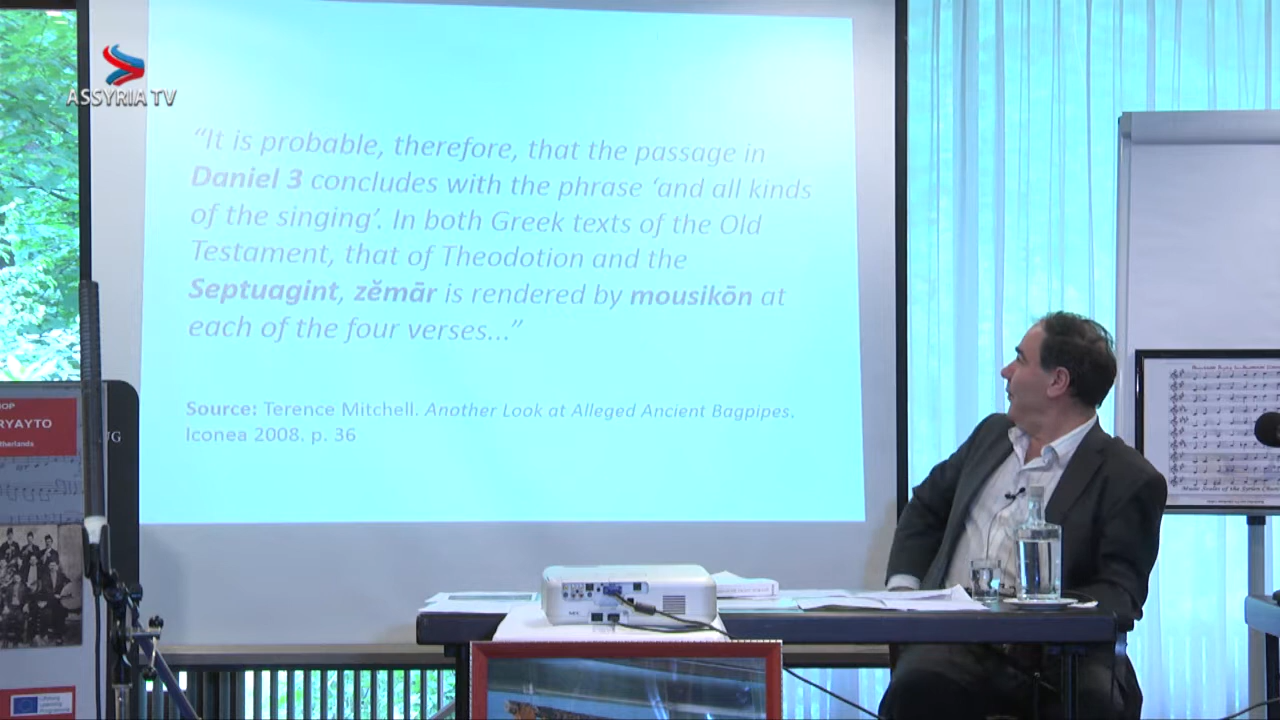 ASSYRIA TV
“It is probable, therefore, that the passage in
Daniel 3 concludes with the phrase ‘and all kinds
of the singing’. In both Greek texts of the Old
Testament, that of Theodotion and the
Septuagint, zĕmār is rendered by mousikōn at
each of the four verses...”
Source: Terence Mitchell. Another Look at Alleged Ancient Bagpipes.
Iconea 2008. p. 36
RYAYTO
NEC